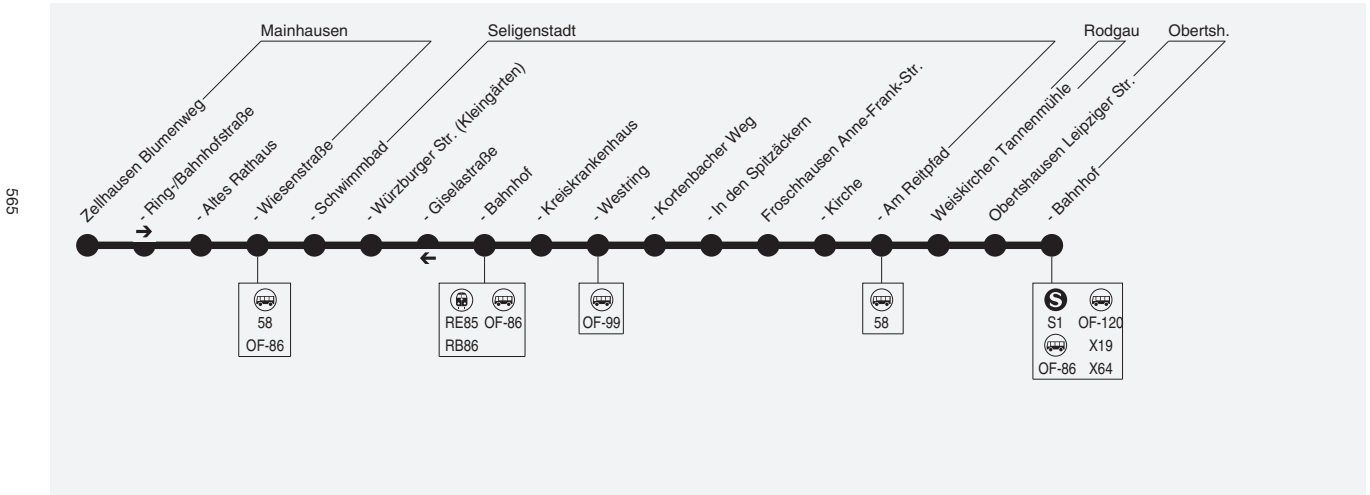 Mainhausen
Seligenstadt
Rodgau
Obertsh.
Zellhausen Blumenweg
- Ring-/Bahnhofstraße
- Altes Rathaus
- Wiesenstraße
- Schwimmbad
- Würzburger Str. (Kleingärten)
- Giselastraße
- Bahnhof
- Kreiskrankenhaus
- Westring
- Kortenbacher Weg
- In den Spitzäckern
Froschhausen Anne-Frank-Str.
- Kirche
- Am Reitpfad
Weiskirchen Tannenmühle
Obertshausen Leipziger Str.
- Bahnhof
→
←
58
OF-86
RE85 OF-86
RB86
OF-99
58
S
S1 OF-120
X19
OF-86 X64
565